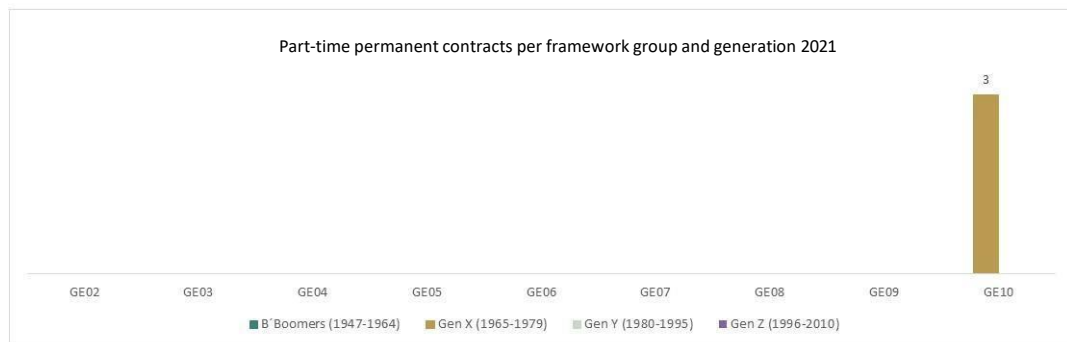 Part-time permanent contracts per framework group and generation 2021
3
GE02 GE03 GE04 GE05 GE06 GE07 GE08 GE09 GE10
B´Boomers (1947-1964) Gen X (1965-1979) Gen Y (1980-1995) Gen Z (1996-2010)